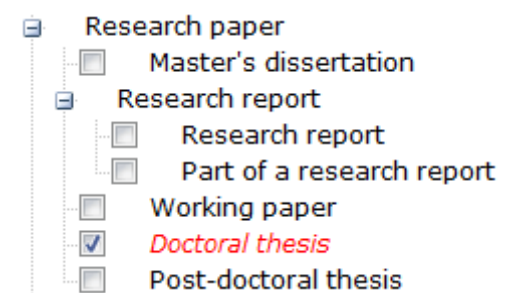 Research paper
Master's dissertation
Research report
Research report
Part of a research report
Working paper
Doctoral thesis
Post-doctoral thesis